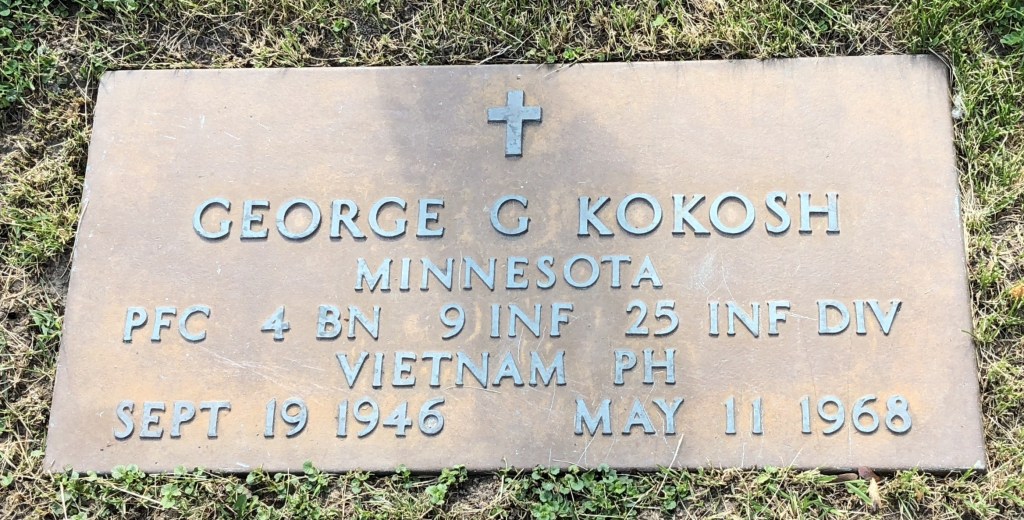 GEORGE G KOKOSH
MINNESOTA
PFC 4 BN 9 INF 25 INF DIV
VIETNAM PH
SEPT 19 1946 MAY 11 1968